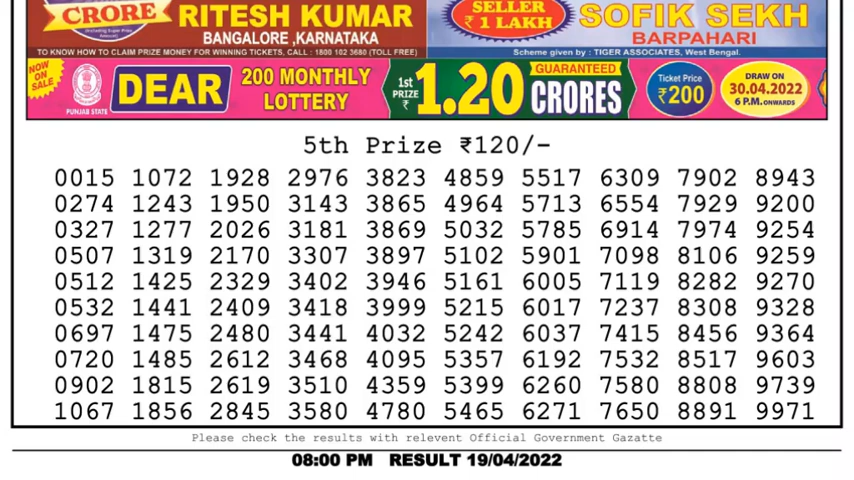 CRORE
RITESH KUMAR
BANGALORE ,KARNATAKA
TO KNOW HOW TO CLAIM PRIZE MONEY FOR WINNING TICKETS, CALL : 1800 102 3680 (TOLL FREE)
SELLER
₹ 1 LAKH
SOFIK SEKH
BARPAHARI
Scheme given by : TIGER ASSOCIATES, West Bengal.
NOW
ON
SALE
PUNJAB STATE
DEAR
200 MONTHLY
LOTTERY
1st
PRIZE
₹
1.20
GUARANTEED
CRORES
Ticket Price
₹200
DRAW ON
30.04.2022
6 P.M. ONWARDS
5th Prize ₹120/-
0015 1072 1928 2976 3823 4859 5517 6309 7902 8943
0274 1243 1950 3143 3865 4964 5713 6554 7929 9200
0327 1277 2026 3181 3869 5032 5785 6914 7974 9254
0507 1319 2170 3307 3897 5102 5901 7098 8106 9259
0512 1425 2329 3402 3946 5161 6005 7119 8282 9270
0532 1441 2409 3418 3999 5215 6017 7237 8308 9328
0697 1475 2480 3441 4032 5242 6037 7415 8456 9364
0720 1485 2612 3468 4095 5357 6192 7532 8517 9603
0902 1815 2619 3510 4359 5399 6260 7580 8808 9739
1067 1856 2845 3580 4780 5465 6271 7650 8891 9971
Please check the results with relevent Official Government Gazatte
08:00 PM RESULT 19/04/2022